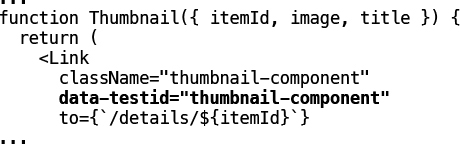 ...
function Thumbnail({ itemId, image, title }) {
  return (
    <Link
      className="thumbnail-component"
      data-testid="thumbnail-component"
      to={`/details/${itemId}`}
...